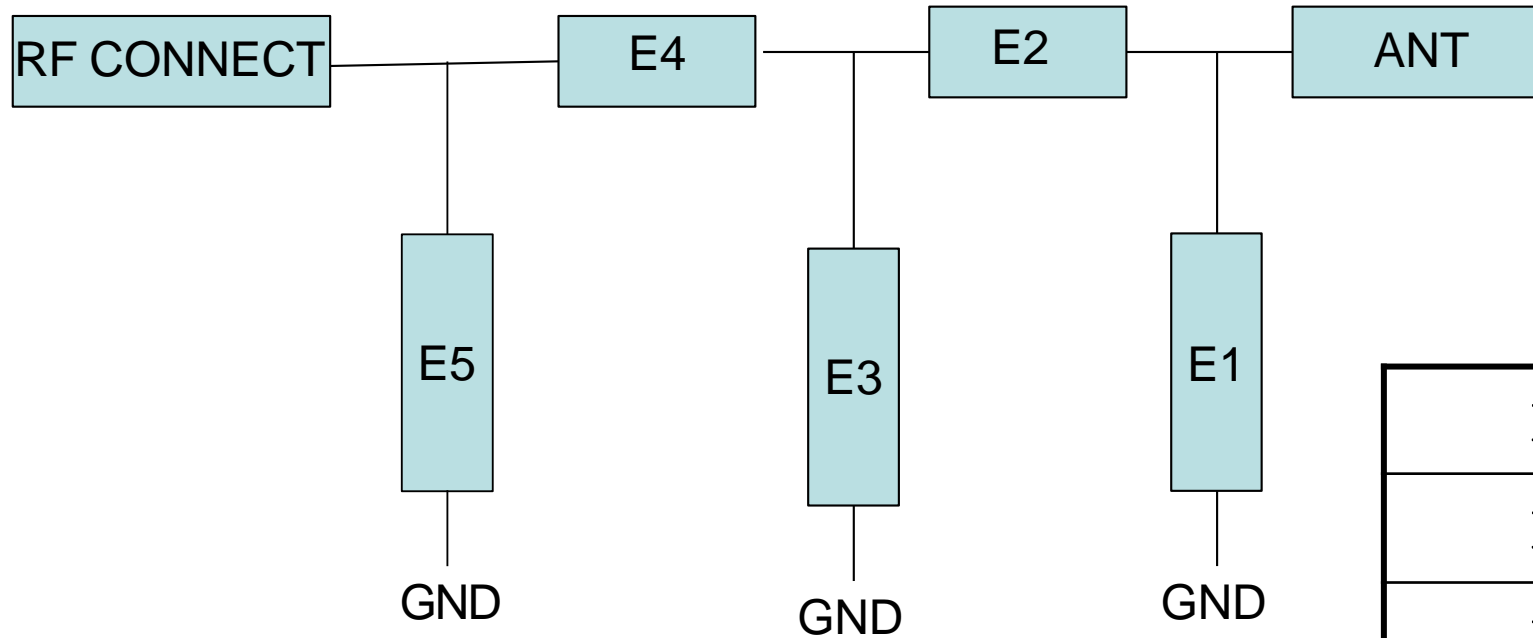 RF CONNECT
E4
E2
ANT
E5
E3
E1
GND
GND
GND